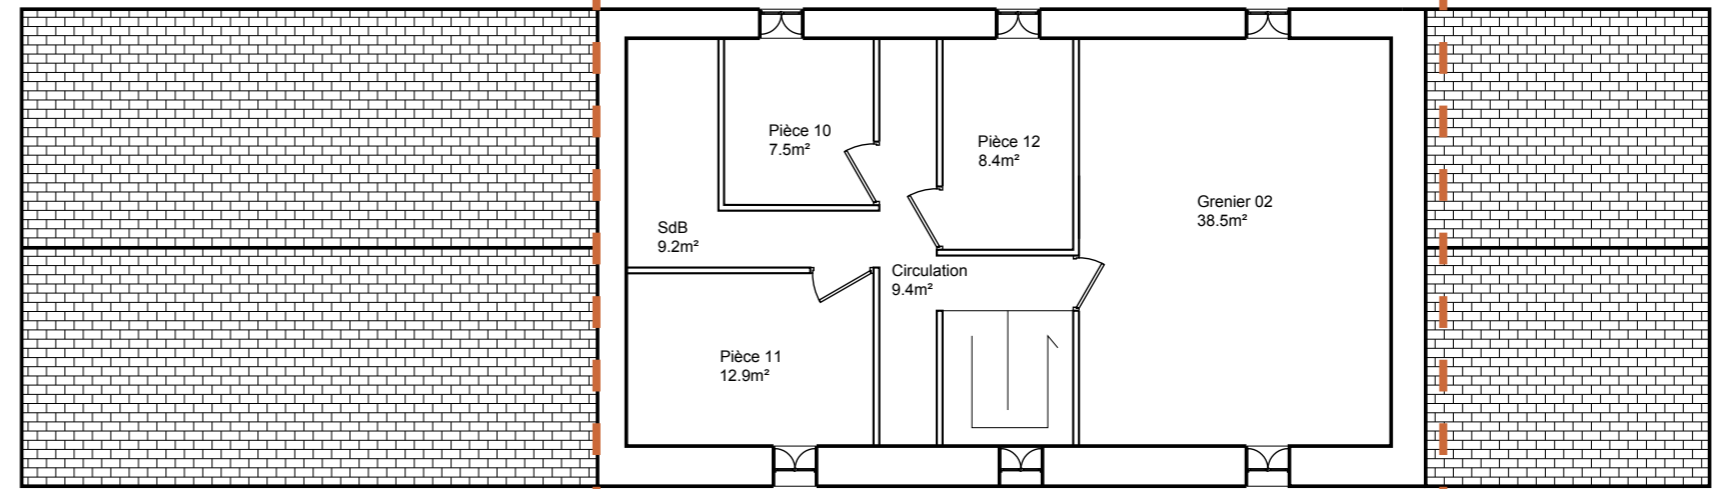 Pièce 10
7.5m²
Pièce 12
8.4m²
Grenier 02
38.5m²
SdB
9.2m²
Circulation
9.4m²
Pièce 11
12.9m²